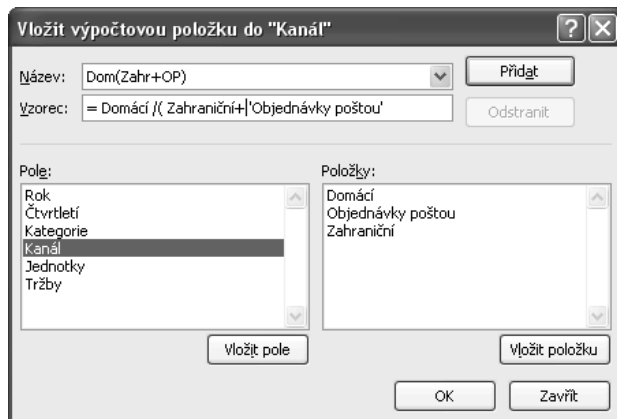 Vložit výpočtovou položku do "Kanál"
Název: Dom(Zahr+OP) Přidat
Vzorec: = Domácí /( Zahraniční+'Objednávky poštou' Odstranit
Pole: Položky:
Rok Domácí
Čtvrtletí Objednávky poštou
Kategorie Zahraniční
Kanál
Jednotky
Tržby
Vložit pole Vložit položku
OK Zavřít